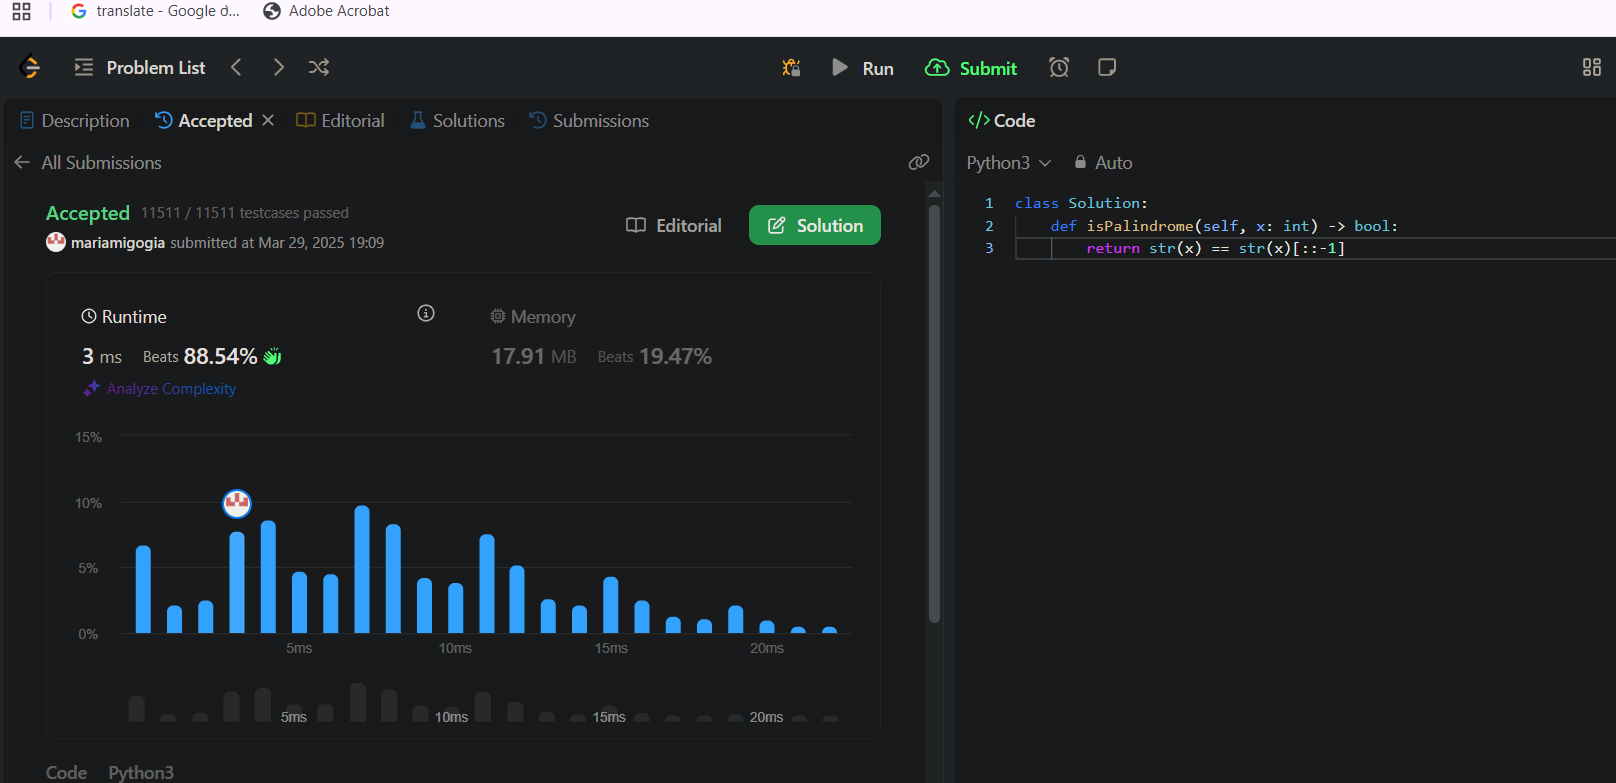 translate - Google d... Adobe Acrobat
Problem List Run Submit
Description Accepted Editorial Solutions Submissions
All Submissions
Accepted 11511 / 11511 testcases passed
mariamigogia submitted at Mar 29, 2025 19:09
Editorial Solution
Runtime Memory
3 ms Beats 88.54% 17.91 MB Beats 19.47%
Analyze Complexity
15%
10%
5%
0%
5ms 10ms 15ms 20ms
5ms 10ms 15ms 20ms
Code Python3
</> Code
Python3 Auto
1 class Solution:
2 def isPalindrome(self, x: int) -> bool:
3 return str(x) == str(x)[::-1]